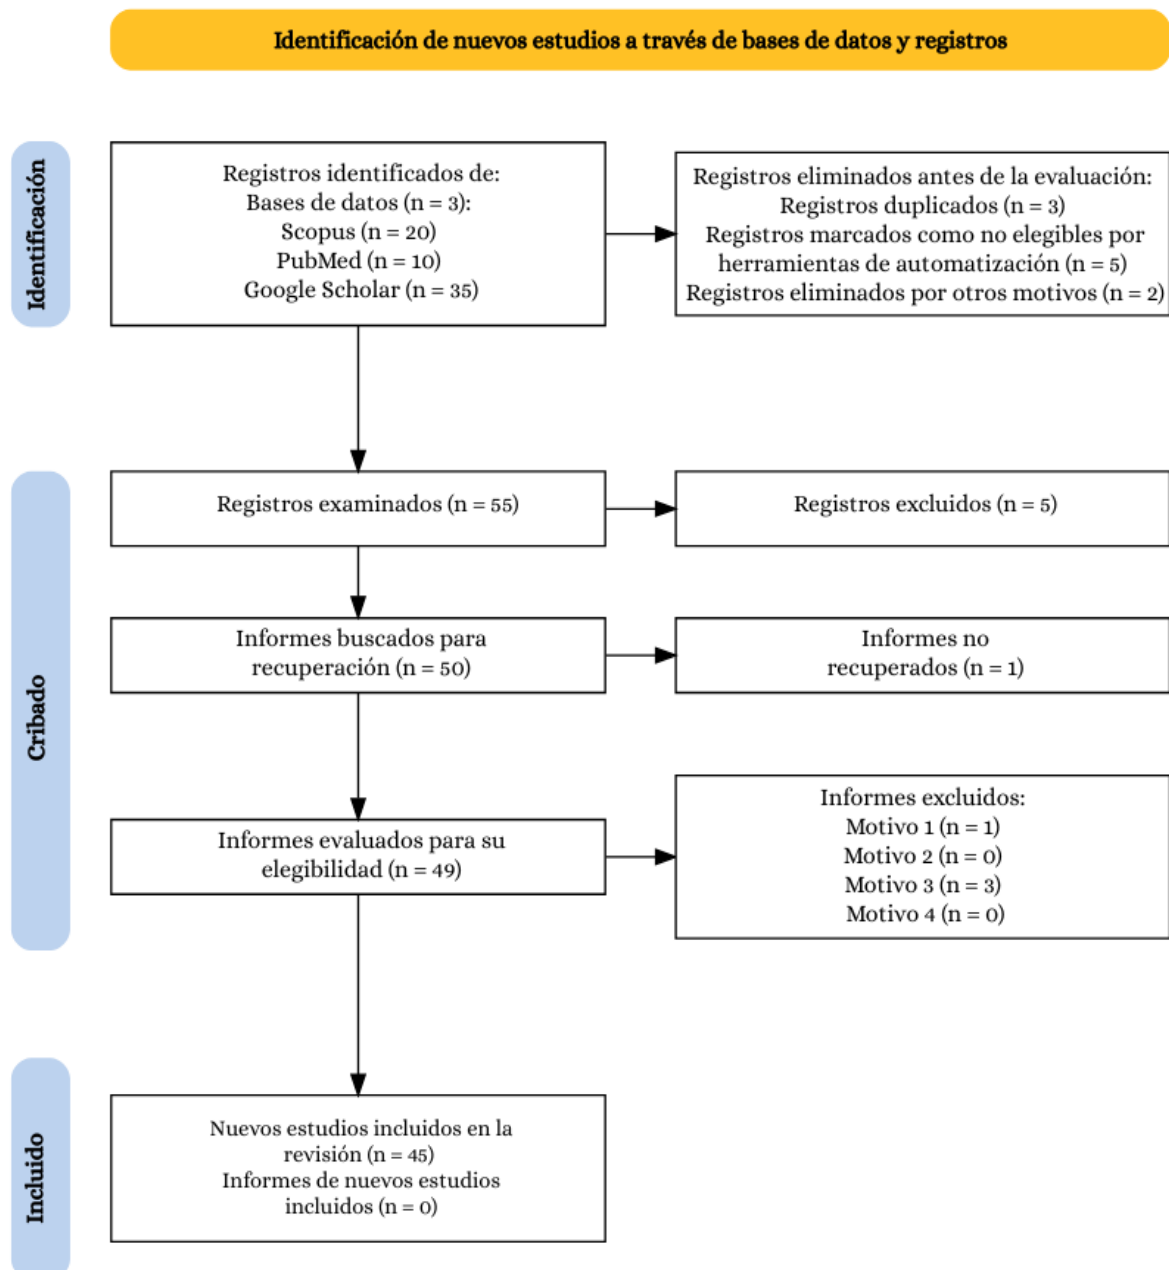 Identificación de nuevos estudios a través de bases de datos y registros
Identificación
Registros identificados de:
Bases de datos (n = 3):
Scopus (n = 20)
PubMed (n = 10)
Google Scholar (n = 35)
Registros eliminados antes de la evaluación:
Registros duplicados (n = 3)
Registros marcados como no elegibles por
herramientas de automatización (n = 5)
Registros eliminados por otros motivos (n = 2)
Cribado
Registros examinados (n = 55)
Registros excluidos (n = 5)
Informes buscados para
recuperación (n = 50)
Informes no
recuperados (n = 1)
Informes evaluados para su
elegibilidad (n = 49)
Informes excluidos:
Motivo 1 (n = 1)
Motivo 2 (n = 0)
Motivo 3 (n = 3)
Motivo 4 (n = 0)
Incluido
Nuevos estudios incluidos en la
revisión (n = 45)
Informes de nuevos estudios
incluidos (n = 0)